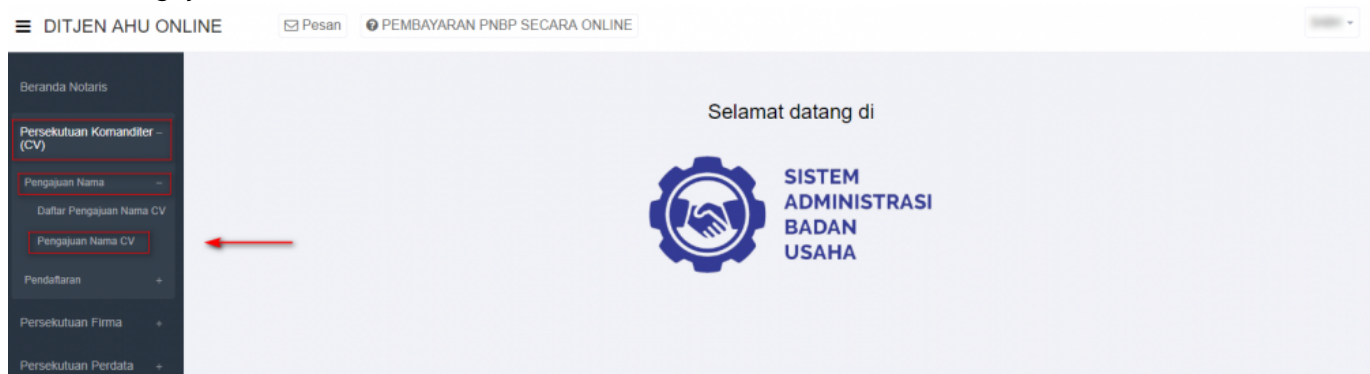 DITJEN AHU ONLINE
Pesan
PEMBAYARAN PNBP SECARA ONLINE
Beranda Notaris
Persekutuan Komanditer –
(CV)
Pengajuan Nama –
Daftar Pengajuan Nama CV
Pengajuan Nama CV
Pendaftaran +
Persekutuan Firma +
Persekutuan Perdata +
Selamat datang di
SISTEM
ADMINISTRASI
BADAN
USAHA